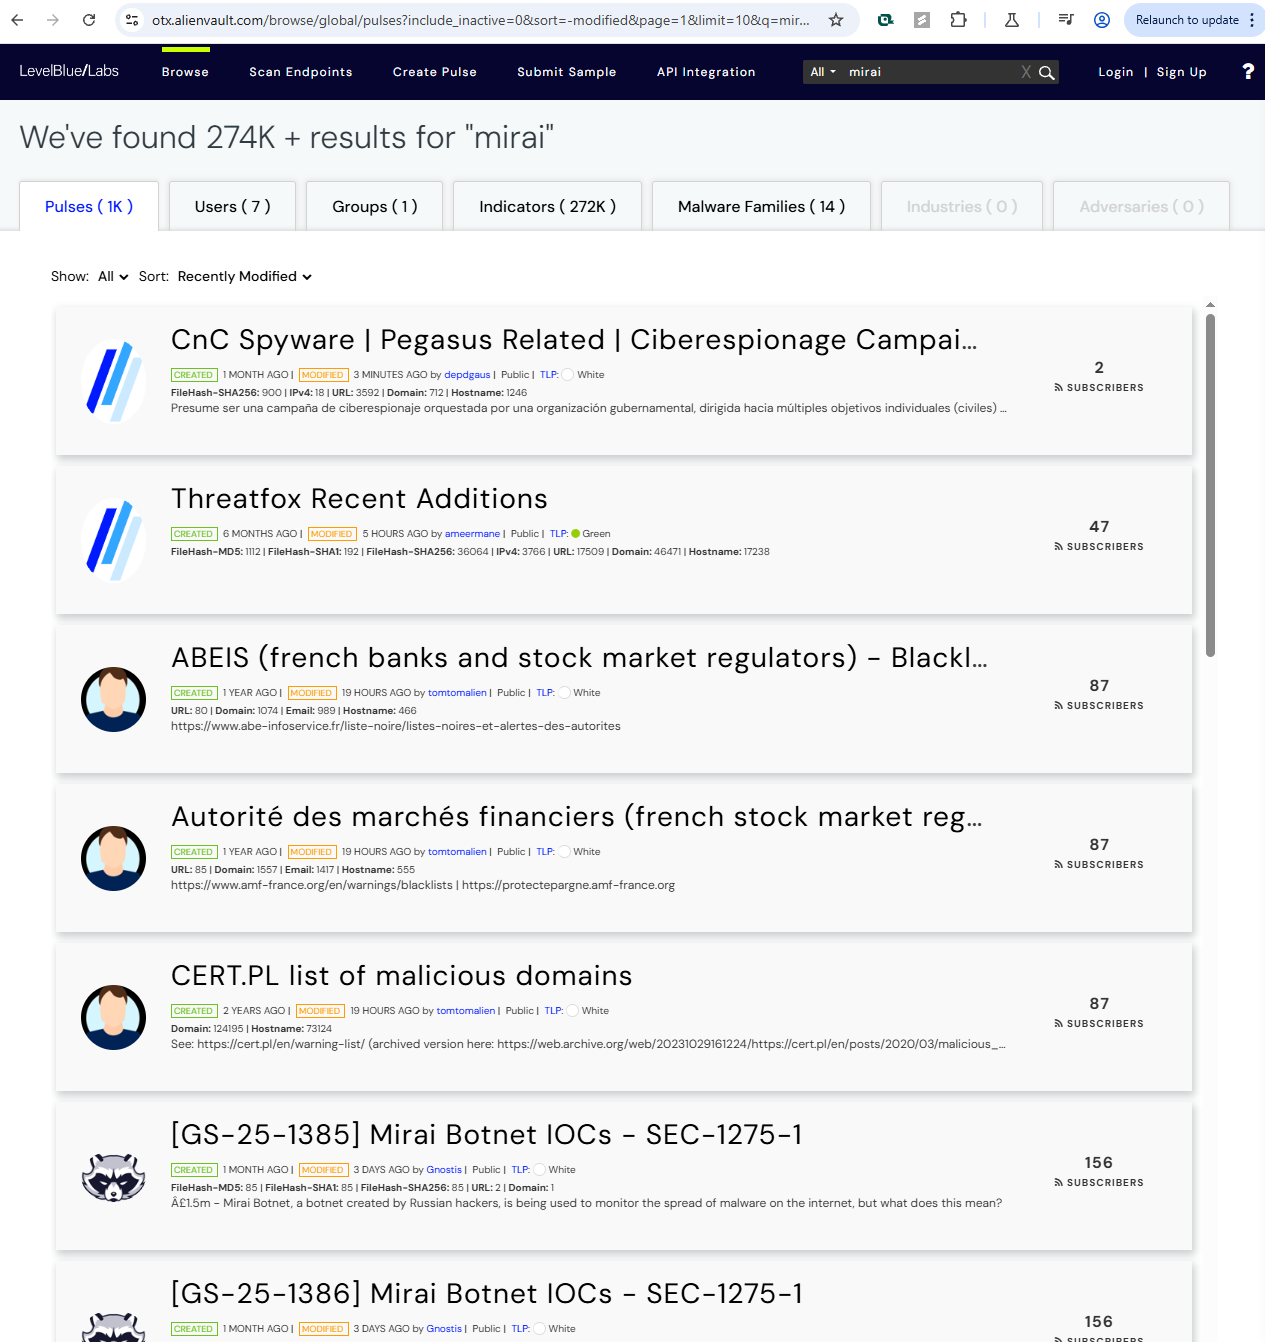 otx.alienvault.com/browse/global/pulses?include_inactive=0&sort=-modified&page=1&limit=10&q=mir...
Relaunch to update
LevelBlue/Labs
Browse
Scan Endpoints
Create Pulse
Submit Sample
API Integration
All
mirai
X
Login | Sign Up
?
We've found 274K + results for "mirai"
Pulses ( 1K )
Users ( 7 )
Groups ( 1 )
Indicators ( 272K )
Malware Families ( 14 )
Industries ( 0 )
Adversaries ( 0 )
Show: All Sort: Recently Modified
CnC Spyware | Pegasus Related | Ciberespionage Campai...
CREATED 1 MONTH AGO | MODIFIED 3 MINUTES AGO by depdgaus | Public | TLP: White
FileHash-SHA256: 900 | IPv4: 18 | URL: 3592 | Domain: 712 | Hostname: 1246
Presume ser una campaña de ciberespionaje orquestada por una organización gubernamental, dirigida hacia múltiples objetivos individuales (civiles) ...
2
SUBSCRIBERS
Threatfox Recent Additions
CREATED 6 MONTHS AGO | MODIFIED 5 HOURS AGO by ameermane | Public | TLP: Green
FileHash-MD5: 1112 | FileHash-SHA1: 192 | FileHash-SHA256: 36064 | IPv4: 3766 | URL: 17509 | Domain: 46471 | Hostname: 17238
47
SUBSCRIBERS
ABEIS (french banks and stock market regulators) - Blackl...
CREATED 1 YEAR AGO | MODIFIED 19 HOURS AGO by tomtomalien | Public | TLP: White
URL: 80 | Domain: 1074 | Email: 989 | Hostname: 466
https://www.abe-infoservice.fr/liste-noire/listes-noires-et-alertes-des-autorites
87
SUBSCRIBERS
Autorité des marchés financiers (french stock market reg...
CREATED 1 YEAR AGO | MODIFIED 19 HOURS AGO by tomtomalien | Public | TLP: White
URL: 85 | Domain: 1557 | Email: 1417 | Hostname: 555
https://www.amf-france.org/en/warnings/blacklists | https://protectepargne.amf-france.org
87
SUBSCRIBERS
CERT.PL list of malicious domains
CREATED 2 YEARS AGO | MODIFIED 19 HOURS AGO by tomtomalien | Public | TLP: White
Domain: 124195 | Hostname: 73124
See: https://cert.pl/en/warning-list/ (archived version here: https://web.archive.org/web/20231029161224/https://cert.pl/en/posts/2020/03/malicious_...
87
SUBSCRIBERS
[GS-25-1385] Mirai Botnet IOCs - SEC-1275-1
CREATED 1 MONTH AGO | MODIFIED 3 DAYS AGO by Gnostis | Public | TLP: White
FileHash-MD5: 85 | FileHash-SHA1: 85 | FileHash-SHA256: 85 | URL: 2 | Domain: 1
Â£1.5m - Mirai Botnet, a botnet created by Russian hackers, is being used to monitor the spread of malware on the internet, but what does this mean?
156
SUBSCRIBERS
[GS-25-1386] Mirai Botnet IOCs - SEC-1275-1
CREATED 1 MONTH AGO | MODIFIED 3 DAYS AGO by Gnostis | Public | TLP: White
156
SUBSCRIBERS